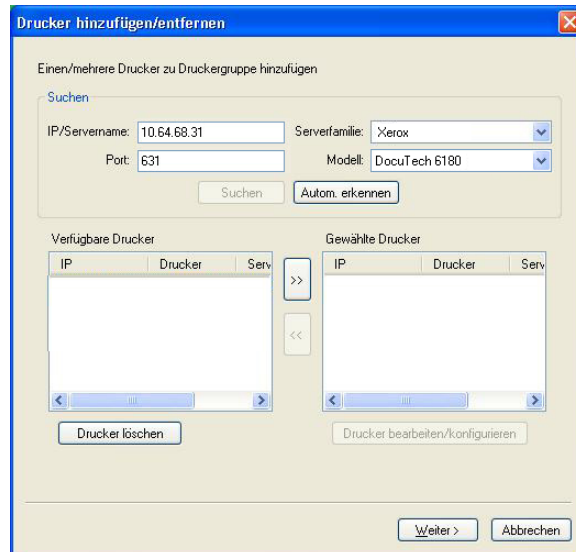 Drucker hinzufügen/entfernen
Einen/mehrere Drucker zu Druckergruppe hinzufügen
Suchen
IP/Servername: 10.64.68.31 Serverfamilie: Xerox
Port: 631 Modell: DocuTech 6180
Suchen Autom. erkennen
Verfügbare Drucker Gewählte Drucker
IP Drucker Serv IP Drucker Serv
>>
<<
Drucker löschen Drucker bearbeiten/konfigurieren
Weiter > Abbrechen